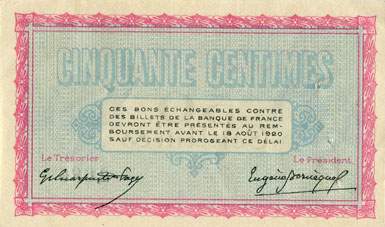 CINQUANTE CENTIMES
CES BONS ÉCHANGEABLES CONTRE
DES BILLETS DE LA BANQUE DE FRANCE
DEVRONT ÊTRE PRÉSENTÉS AU REM-
BOURSEMENT AVANT LE 18 AOÛT 1920
SAUF DÉCISION PROROGEANT CE DÉLAI
Le Trésorier
Le Président